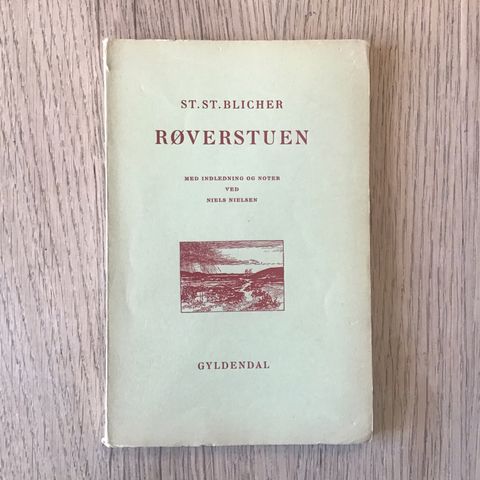 ST. ST. BLICHER
RØVERSTUEN
MED INDLEDNING OG NOTER
VED
NIELS NIELSEN
GYLDENDAL